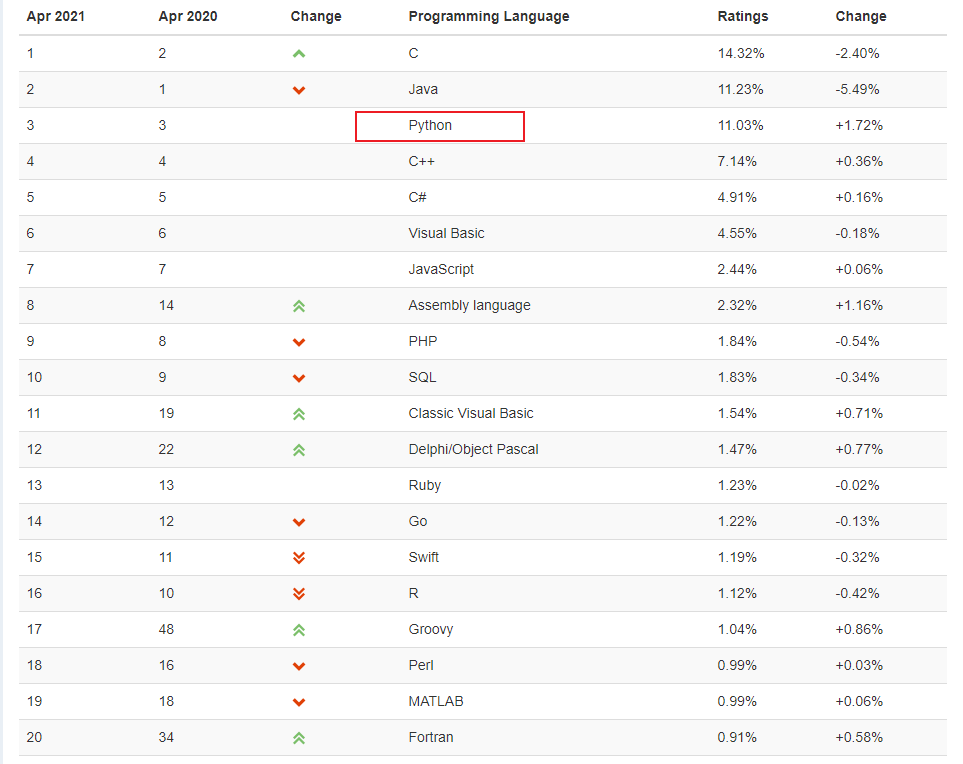 Apr 2021 Apr 2020 Change Programming Language Ratings Change
1 2 C 14.32% -2.40%
2 1 Java 11.23% -5.49%
3 3 Python 11.03% +1.72%
4 4 C++ 7.14% +0.36%
5 5 C# 4.91% +0.16%
6 6 Visual Basic 4.55% -0.18%
7 7 JavaScript 2.44% +0.06%
8 14 Assembly language 2.32% +1.16%
9 8 PHP 1.84% -0.54%
10 9 SQL 1.83% -0.34%
11 19 Classic Visual Basic 1.54% +0.71%
12 22 Delphi/Object Pascal 1.47% +0.77%
13 13 Ruby 1.23% -0.02%
14 12 Go 1.22% -0.13%
15 11 Swift 1.19% -0.32%
16 10 R 1.12% -0.42%
17 48 Groovy 1.04% +0.86%
18 16 Perl 0.99% +0.03%
19 18 MATLAB 0.99% +0.06%
20 34 Fortran 0.91% +0.58%